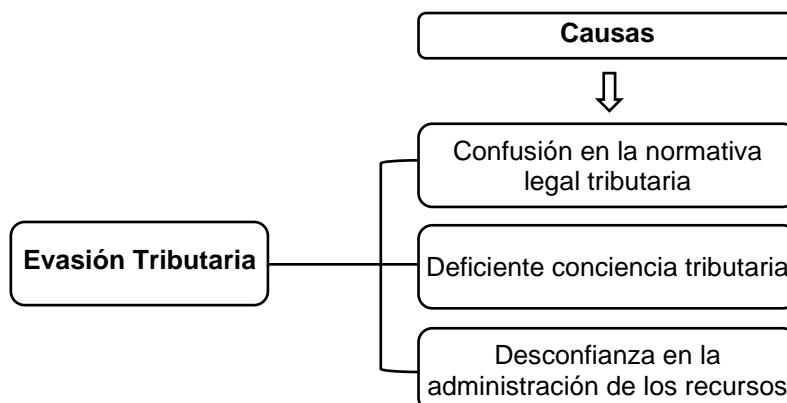 Causas
Confusión en la normativa
legal tributaria
Evasión Tributaria
Deficiente conciencia tributaria
Desconfianza en la
administración de los recursos